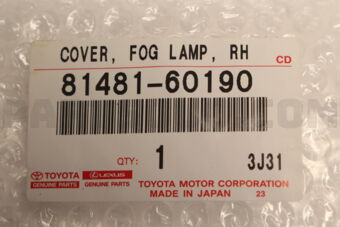 COVER, FOG LAMP, RH
CD
81481-60190
QTY: 1 3J31
TOYOTA LEXUS
GENUINE PARTS GENUINE PARTS
TOYOTA MOTOR CORPORATION
MADE IN JAPAN 23